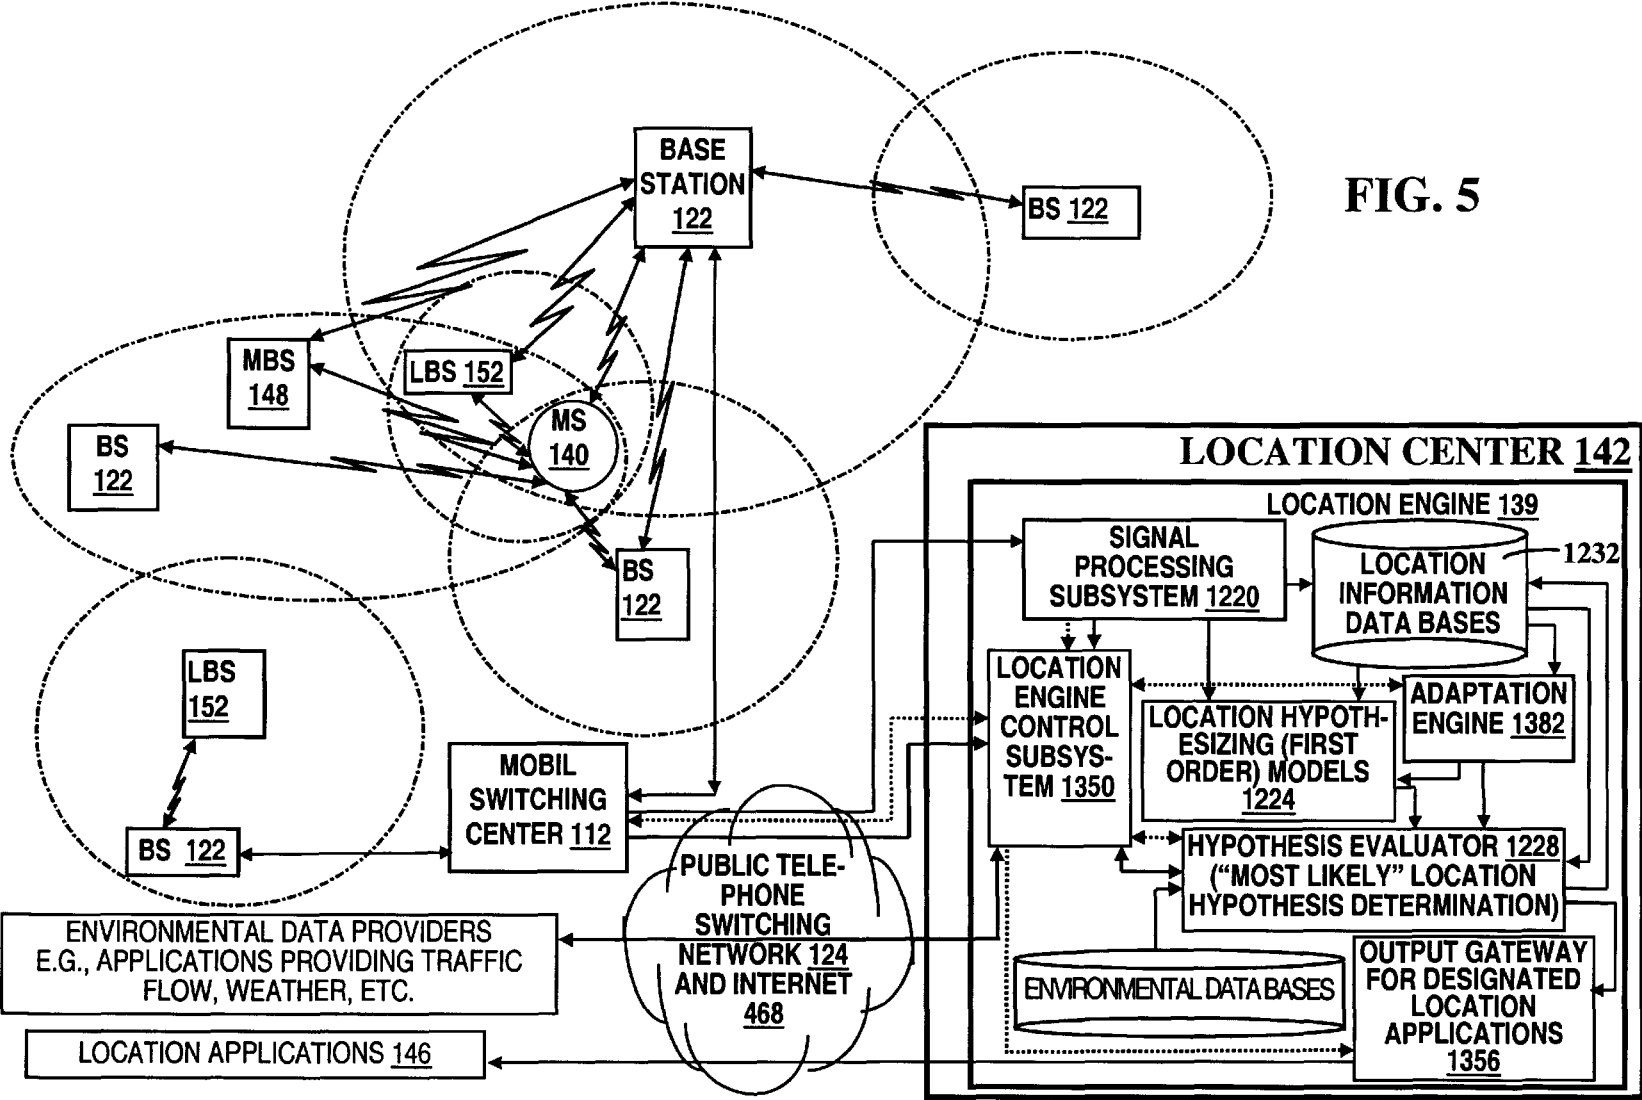 BASE
STATION
122
BS 122
FIG. 5
MBS
148
LBS 152
MS
140
BS
122
BS
122
LBS
152
BS 122
MOBIL
SWITCHING
CENTER 112
PUBLIC TELE-
PHONE
SWITCHING
NETWORK 124
AND INTERNET
468
ENVIRONMENTAL DATA PROVIDERS
E.G., APPLICATIONS PROVIDING TRAFFIC
FLOW, WEATHER, ETC.
LOCATION APPLICATIONS 146
LOCATION CENTER 142
LOCATION ENGINE 139
SIGNAL
PROCESSING
SUBSYSTEM 1220
LOCATION
INFORMATION
DATA BASES
1232
LOCATION
ENGINE
CONTROL
SUBSYS-
TEM 1350
LOCATION HYPOTH-
ESIZING (FIRST
ORDER) MODELS
1224
ADAPTATION
ENGINE 1382
HYPOTHESIS EVALUATOR 1228
(“MOST LIKELY” LOCATION
HYPOTHESIS DETERMINATION)
ENVIRONMENTAL DATA BASES
OUTPUT GATEWAY
FOR DESIGNATED
LOCATION
APPLICATIONS
1356